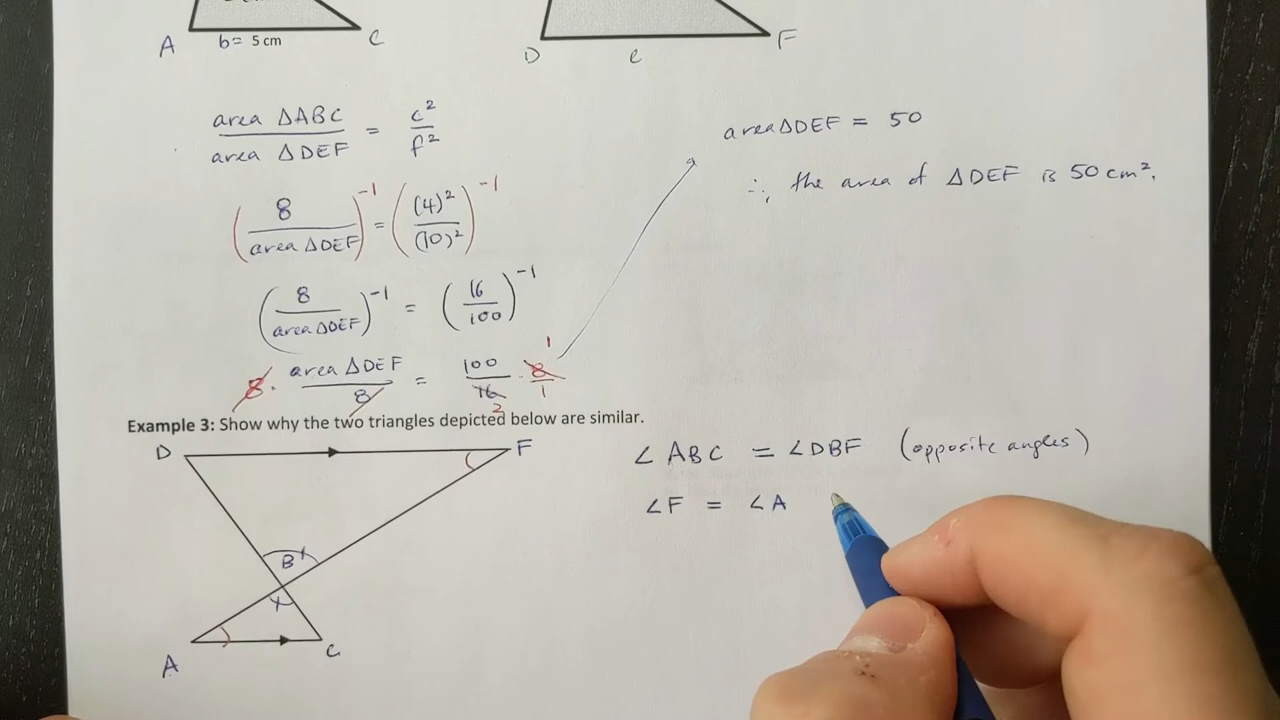 A b= 5 cm C
D e F
area ΔABC / area ΔDEF = c² / f²
(8 / area ΔDEF)⁻¹ = ((4)² / (10)²)⁻¹
(8 / area ΔDEF)⁻¹ = (16 / 100)⁻¹
8 · area ΔDEF / 8 = 100 / 16 2 · 8 1 / 1
area ΔDEF = 50
∴ the area of ΔDEF is 50 cm².
Example 3: Show why the two triangles depicted below are similar.
D F
B
x
A C
∠ABC = ∠DBF (opposite angles)
∠F = ∠A